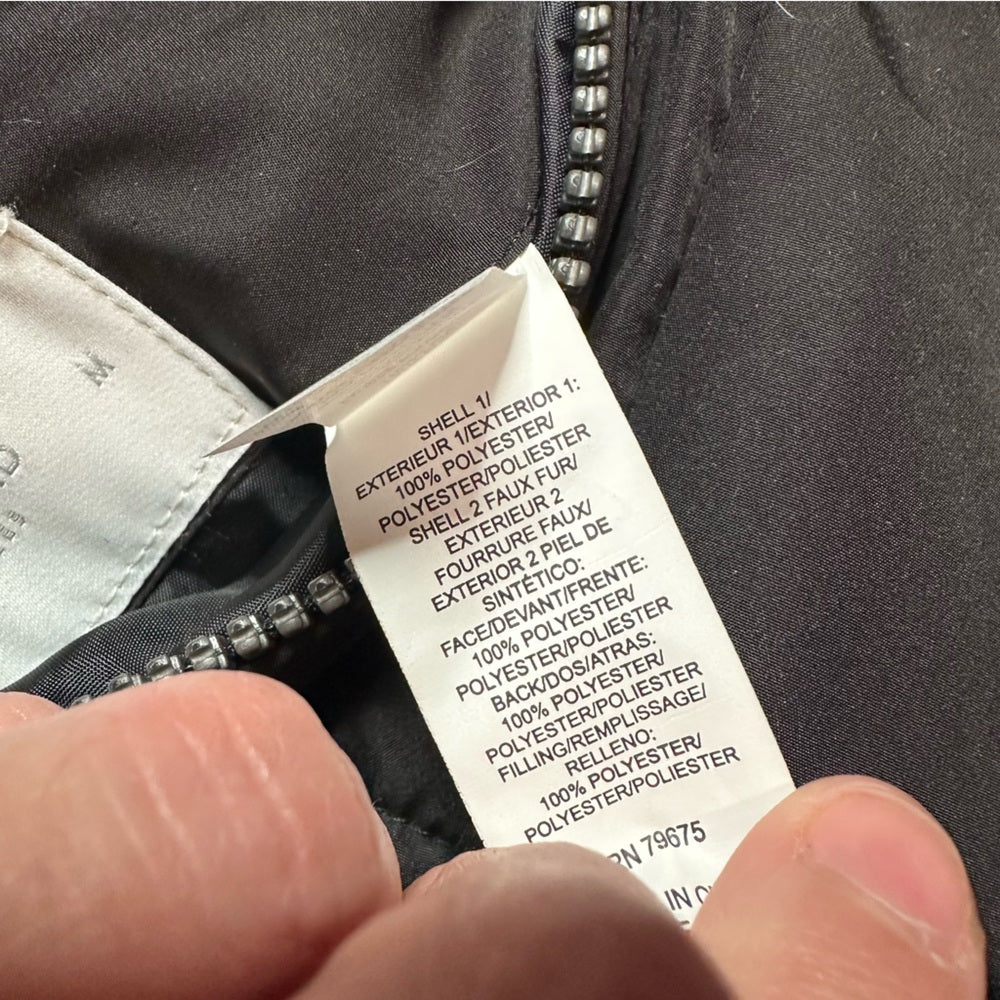 SHELL 1/
EXTERIEUR 1/EXTERIOR 1:
100% POLYESTER/
POLYESTER/POLIESTER
SHELL 2 FAUX FUR/
EXTERIEUR 2
FOURRURE FAUX/
EXTERIOR 2 PIEL DE
SINTÉTICO:
FACE/DEVANT/FRENTE:
100% POLYESTER/
POLYESTER/POLIESTER
BACK/DOS/ATRAS:
100% POLYESTER/
POLYESTER/POLIESTER
FILLING/REMPLISSAGE/
RELLENO:
100% POLYESTER/
POLYESTER/POLIESTER
RN 79675
IN
M